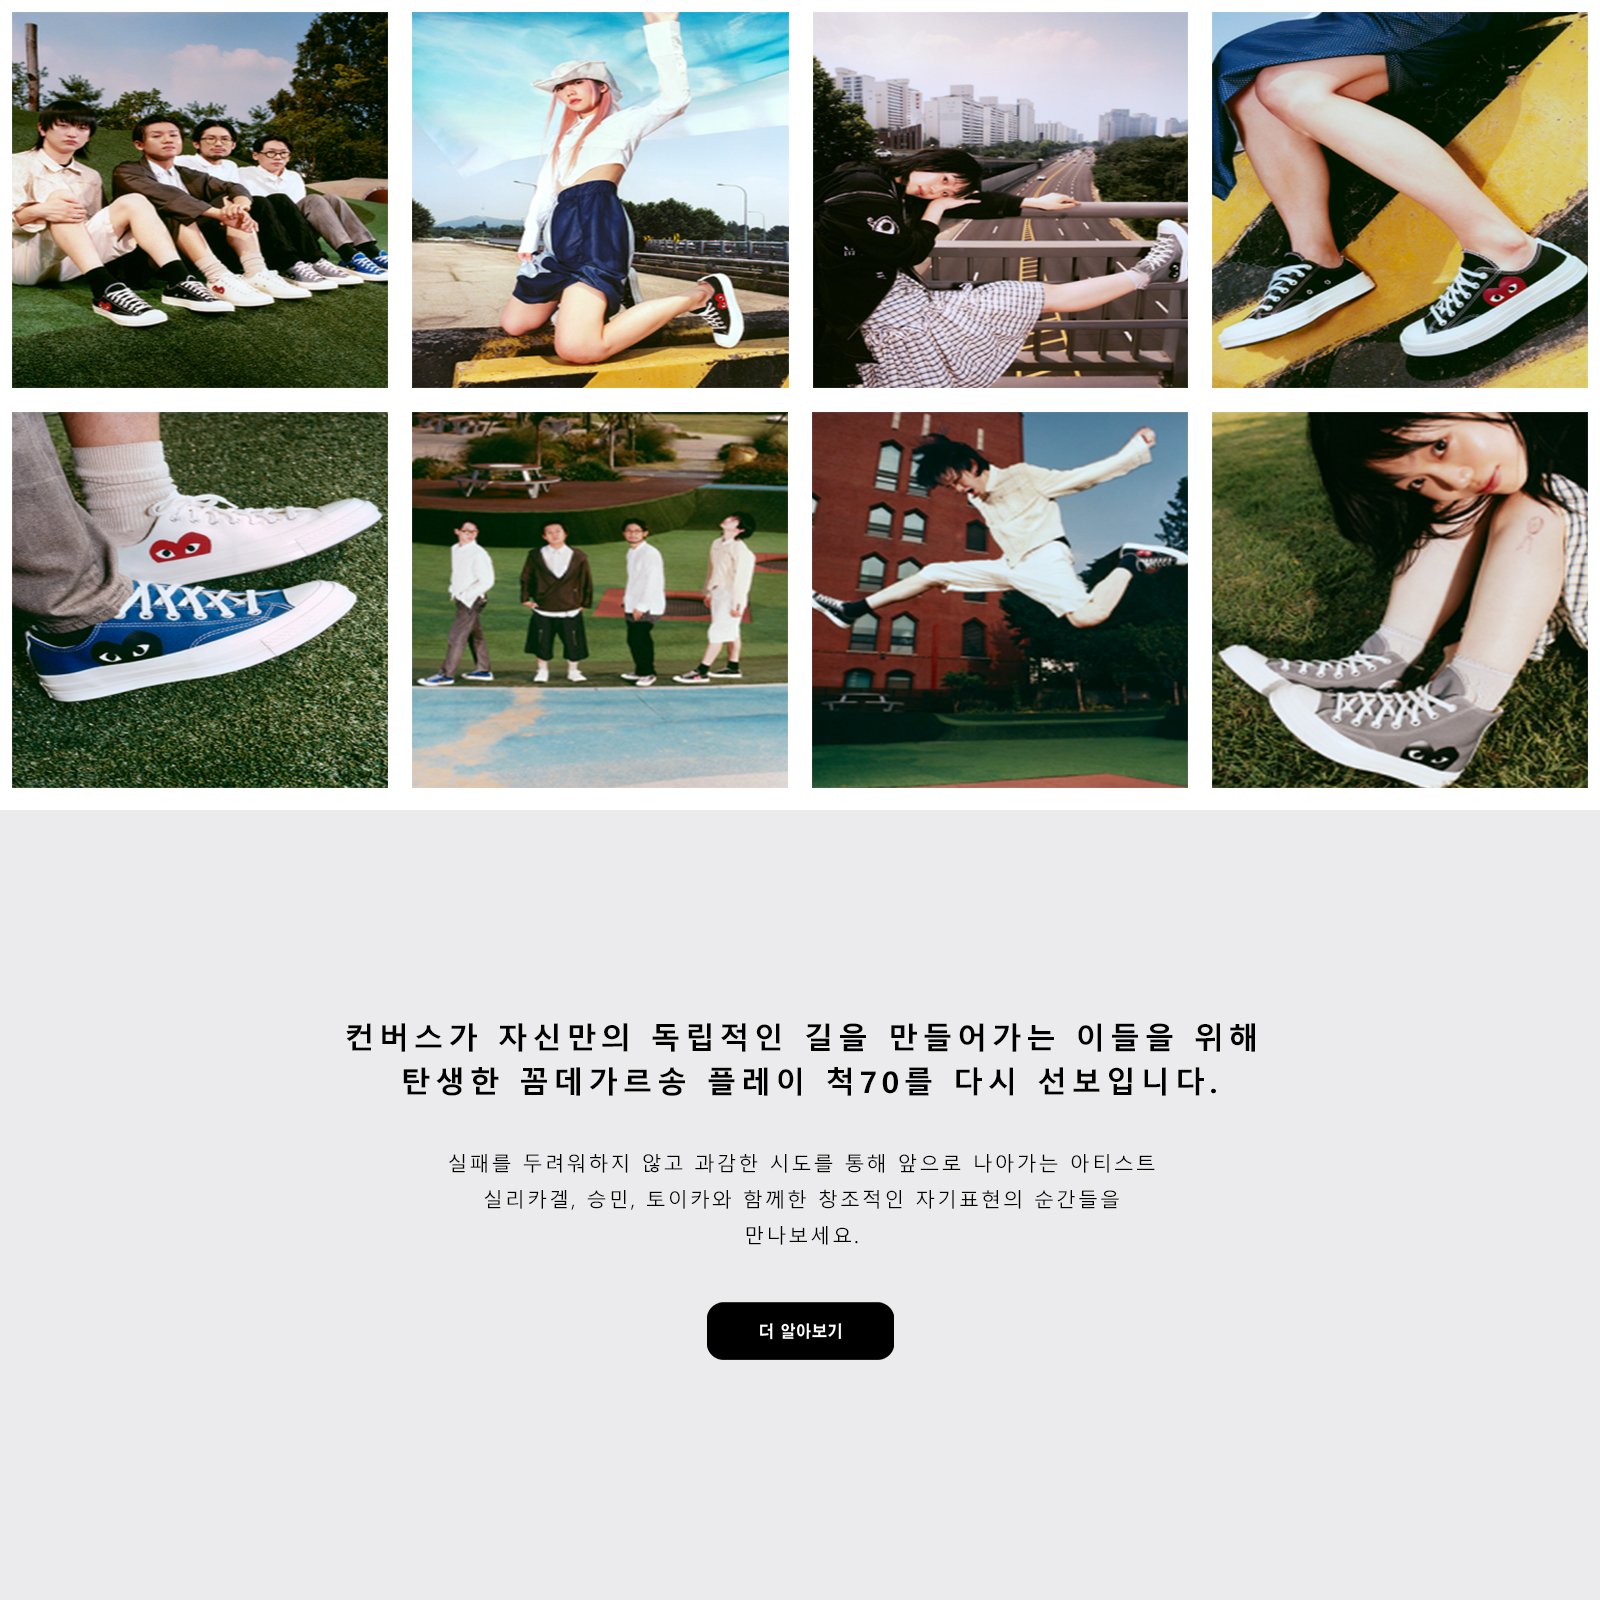 컨버스가 자신만의 독립적인 길을 만들어가는 이들을 위해
탄생한 꼼데가르송 플레이 척70를 다시 선보입니다.
실패를 두려워하지 않고 과감한 시도를 통해 앞으로 나아가는 아티스트
실리카겔, 승민, 토이카와 함께한 창조적인 자기표현의 순간들을
만나보세요.
더 알아보기